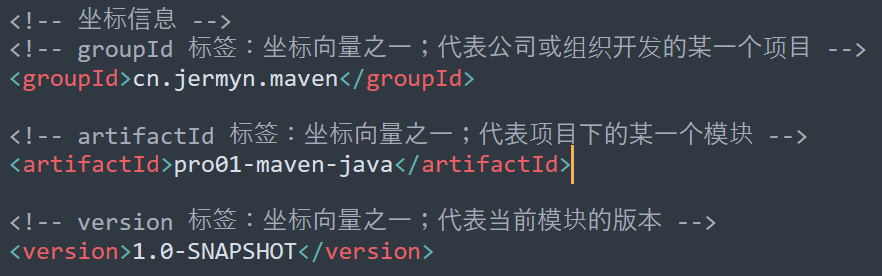 <!-- 坐标信息 -->
<!-- groupId 标签：坐标向量之一；代表公司或组织开发的某一个项目 -->
<groupId>cn.jermyn.maven</groupId>
<!-- artifactId 标签：坐标向量之一；代表项目下的某一个模块 -->
<artifactId>pro01-maven-java</artifactId>
<!-- version 标签：坐标向量之一；代表当前模块的版本 -->
<version>1.0-SNAPSHOT</version>